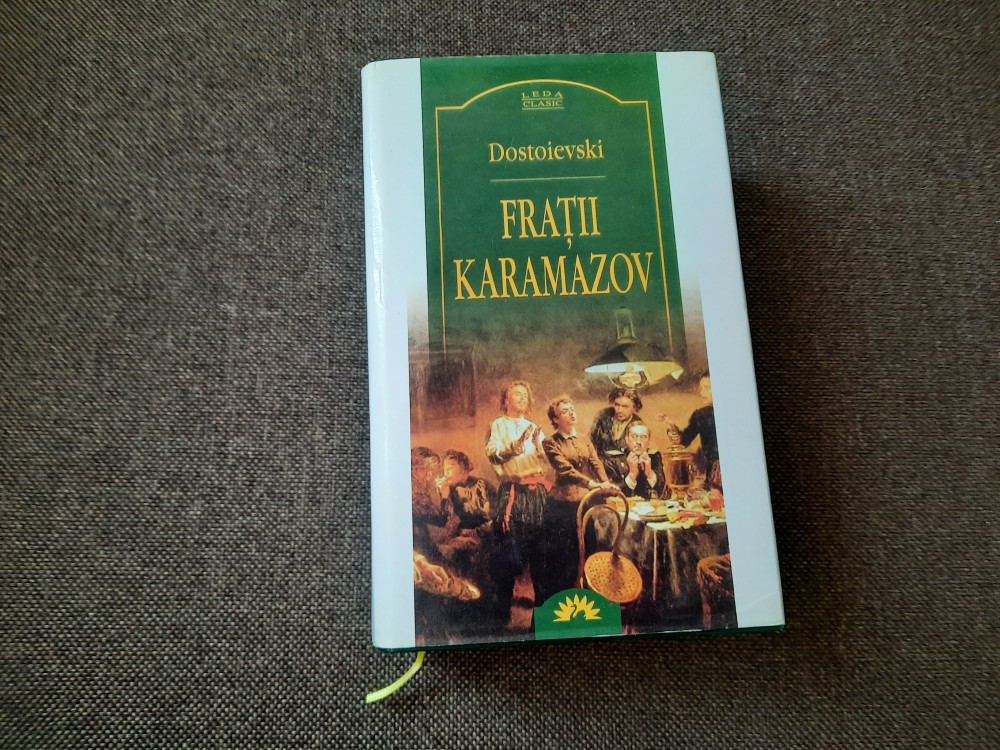 LEDA
CLASIC
Dostoievski
FRAȚII
KARAMAZOV